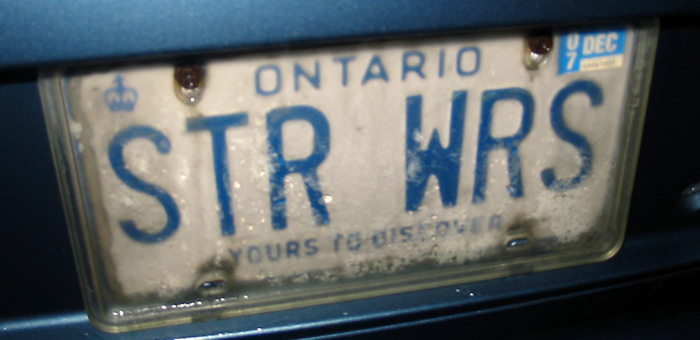 ONTARIO
07 DEC
STR WRS
YOURS TO DISCOVER